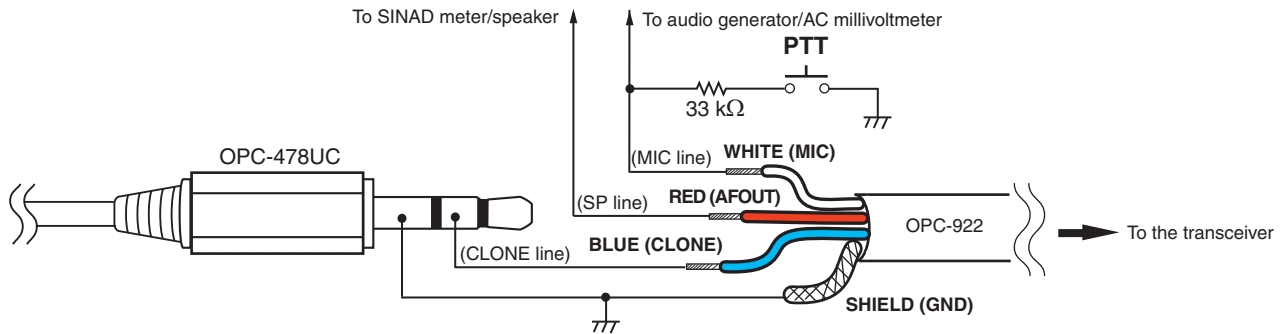 To SINAD meter/speaker
To audio generator/AC millivoltmeter
PTT
33 kΩ
OPC-478UC
(MIC line)
WHITE (MIC)
RED (AFOUT)
(SP line)
OPC-922
To the transceiver
BLUE (CLONE)
(CLONE line)
SHIELD (GND)